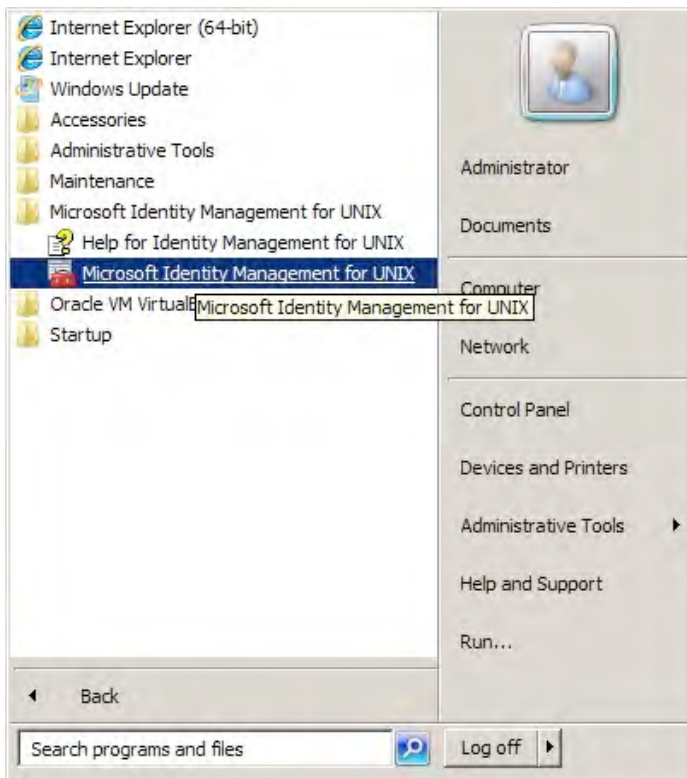 Internet Explorer (64-bit)
Internet Explorer
Windows Update
Accessories
Administrative Tools
Maintenance
Microsoft Identity Management for UNIX
Help for Identity Management for UNIX
Microsoft Identity Management for UNIX
Oracle VM
Microsoft Identity Management for UNIX
Startup
Back
Search programs and files
Administrator
Documents
Computer
Network
Control Panel
Devices and Printers
Administrative Tools
Help and Support
Run...
Log off